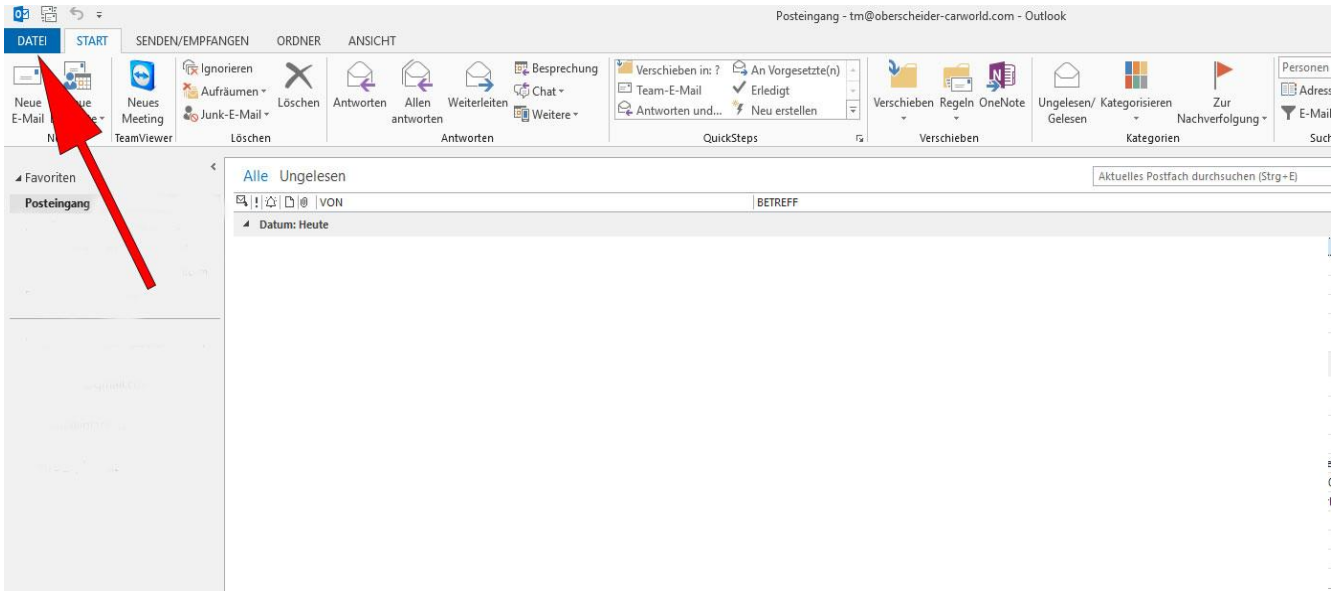 Posteingang - tm@oberscheider-carworld.com - Outlook
DATEI START SENDEN/EMPFANGEN ORDNER ANSICHT
Neue E-Mail
Neues Meeting
Ignorieren
Aufräumen
Junk-E-Mail
Löschen
Antworten
Allen antworten
Weiterleiten
Besprechung
Chat
Weitere
Verschieben in: ?
Team-E-Mail
Antworten und...
An Vorgesetzte(n)
Erledigt
Neu erstellen
Verschieben
Regeln
OneNote
Ungelesen/ Gelesen
Kategorisieren
Zur Nachverfolgung
Personen
TeamViewer Löschen Antworten QuickSteps Verschieben Kategorien
Favoriten
Posteingang
Alle Ungelesen
Aktuelles Postfach durchsuchen (Strg+E)
VON BETREFF
Datum: Heute